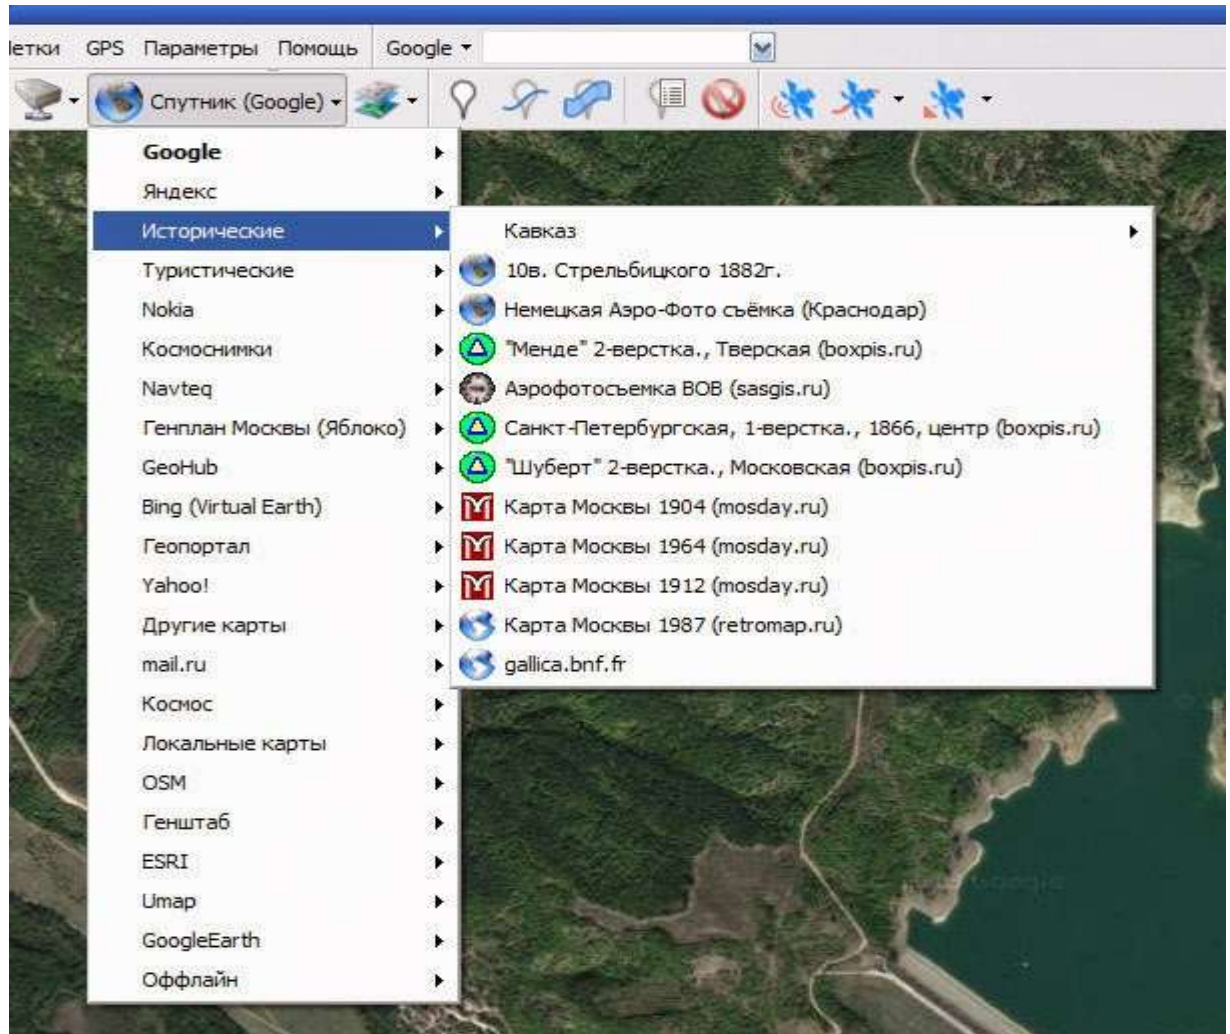 етки GPS Параметры Помощь Google
Спутник (Google)
Google
Яндекс
Исторические
Туристические
Nokia
Космоснимки
Navteq
Генплан Москвы (Яблоко)
GeoHub
Bing (Virtual Earth)
Геопортал
Yahoo!
Другие карты
mail.ru
Космос
Локальные карты
OSM
Генштаб
ESRI
Umap
GoogleEarth
Оффлайн
Кавказ
10в. Стрельбицкого 1882г.
Немецкая Аэро-Фото съёмка (Краснодар)
"Менде" 2-верстка., Тверская (boxpis.ru)
Аэрофотосъемка ВОВ (sasgis.ru)
Санкт-Петербургская, 1-верстка., 1866, центр (boxpis.ru)
"Шуберт" 2-верстка., Московская (boxpis.ru)
Карта Москвы 1904 (mosday.ru)
Карта Москвы 1964 (mosday.ru)
Карта Москвы 1912 (mosday.ru)
Карта Москвы 1987 (retromap.ru)
gallica.bnf.fr